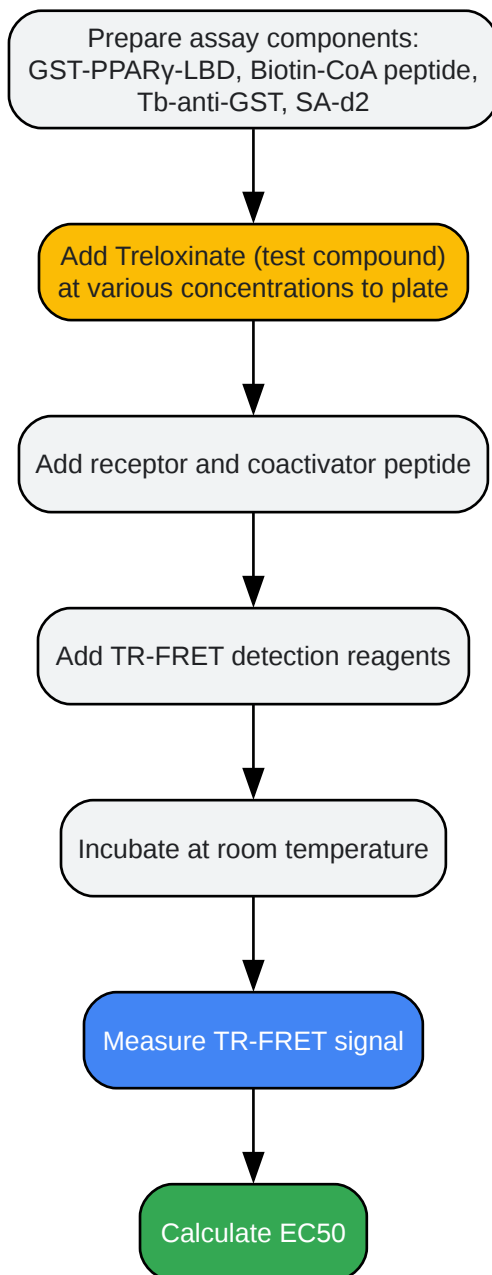 Prepare assay components:
GST-PPARγ-LBD, Biotin-CoA peptide,
Tb-anti-GST, SA-d2
Add Treloxinate (test compound)
at various concentrations to plate
Add receptor and coactivator peptide
Add TR-FRET detection reagents
Incubate at room temperature
Measure TR-FRET signal
Calculate EC50